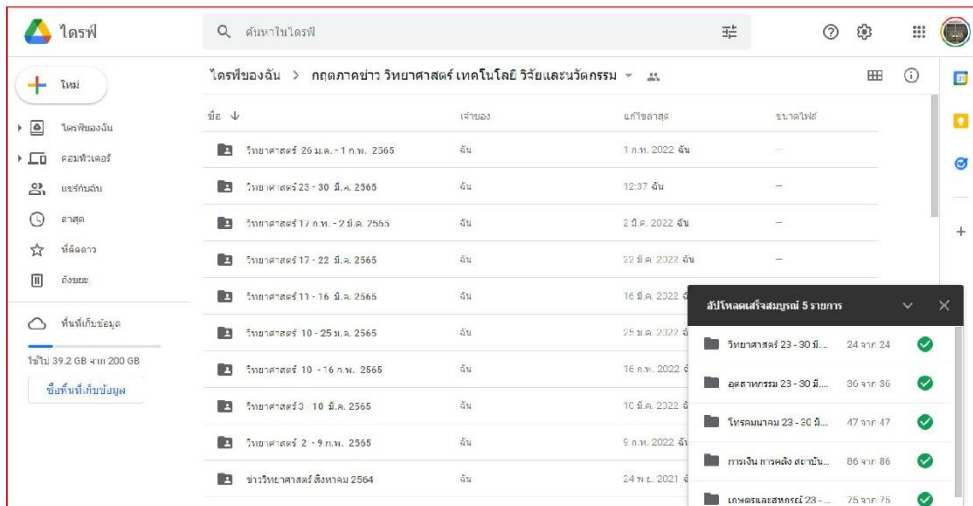 ไดรฟ์
ค้นหาในไดรฟ์
ใหม่
ไดรฟ์ของฉัน
คอมพิวเตอร์
แชร์กับฉัน
ล่าสุด
ที่ติดดาว
ถังขยะ
พื้นที่เก็บข้อมูล
ใช้ไป 39.2 GB จาก 200 GB
ซื้อพื้นที่เก็บข้อมูล
ไดรฟ์ของฉัน > กฤตภาคข่าว วิทยาศาสตร์ เทคโนโลยี วิจัยและนวัตกรรม
ชื่อ เจ้าของ แก้ไขล่าสุด ขนาดไฟล์
วิทยาศาสตร์ 26 ม.ค. - 1 ก.พ. 2565 ฉัน 1 ก.พ. 2022 ฉัน —
วิทยาศาสตร์ 23 - 30 มี.ค. 2565 ฉัน 12:37 ฉัน —
วิทยาศาสตร์ 17 ก.พ. - 2 มี.ค. 2565 ฉัน 2 มี.ค. 2022 ฉัน —
วิทยาศาสตร์ 17 - 22 มี.ค. 2565 ฉัน 22 มี.ค. 2022 ฉัน —
วิทยาศาสตร์ 11 - 16 มี.ค. 2565 ฉัน 16 มี.ค. 2022
วิทยาศาสตร์ 10 - 25 ม.ค. 2565 ฉัน 25 ม.ค. 2022
วิทยาศาสตร์ 10 -16 ก.พ. 2565 ฉัน 16 ก.พ. 2022
วิทยาศาสตร์ 3 - 10 มี.ค. 2565 ฉัน 10 มี.ค. 2022
วิทยาศาสตร์ 2 - 9 ก.พ. 2565 ฉัน 9 ก.พ. 2022
ข่าววิทยาศาสตร์ สิงหาคม 2564 ฉัน 24 พ.ย. 2021
อัปโหลดเสร็จสมบูรณ์ 5 รายการ
วิทยาศาสตร์ 23 - 30 มี.... 24 จาก 24
อุตสาหกรรม 23 - 30 มี.... 36 จาก 36
โทรคมนาคม 23 - 30 มี... 47 จาก 47
การเงิน การคลัง สถาบัน... 86 จาก 86
เกษตรและสหกรณ์ 23 - ... 75 จาก 75